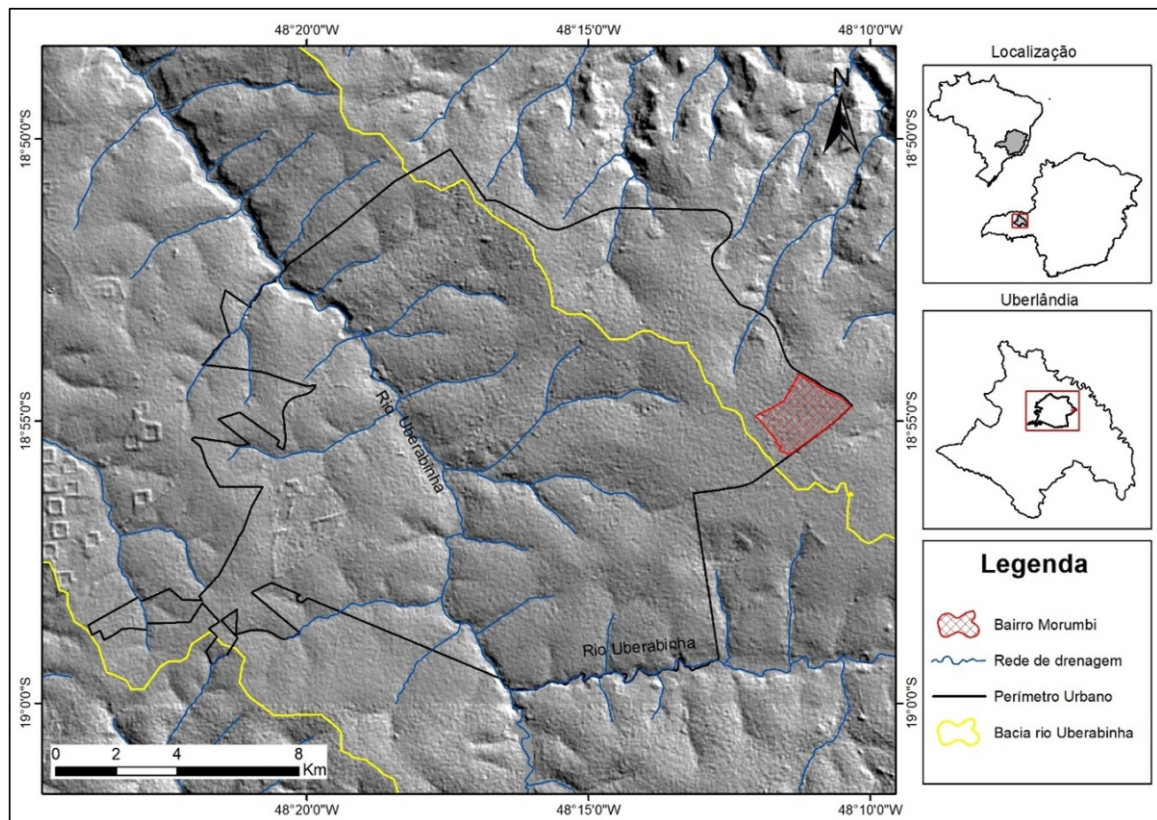 48°20'0"W
48°15'0"W
48°10'0"W
18°50'0"S
18°55'0"S
19°0'0"S
N
Rio Uberabinha
Rio Uberabinha
0 2 4 8
Km
48°20'0"W
48°15'0"W
48°10'0"W
18°50'0"S
18°55'0"S
19°0'0"S
Localização
Uberlândia
Legenda
Bairro Morumbi
Rede de drenagem
Perímetro Urbano
Bacia rio Uberabinha